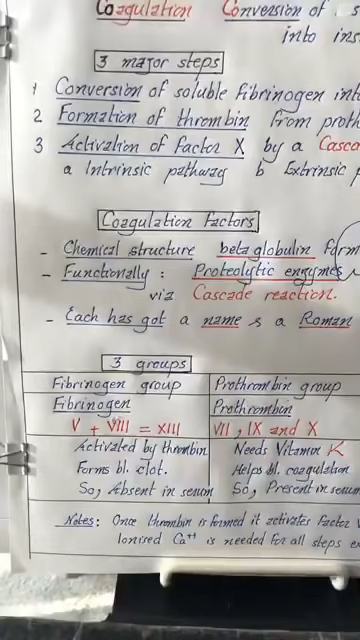 Coagulation Conversion of s
into ins
3 major steps
1 Conversion of soluble fibrinogen int
2 Formation of thrombin from proth
3 Activation of Factor X by a Casca
a Intrinsic pathway b Extrinsic p
Coagulation Factors
- Chemical structure beta globulin form
- Functionally : Proteolytic enzymes
via Cascade reaction.
- Each has got a name & a Roman
3 groups
Fibrinogen group Prothrombin group
Fibrinogen Prothrombin
V + VIII = XIII VII, IX and X
Activated by thrombin Needs Vitamin K
Forms bl. clot. Helps bl. coagulation
So, Absent in serum So, Present in serum
Notes: Once thrombin is formed it activates factor V
Ionised Ca++ is needed for all steps ex